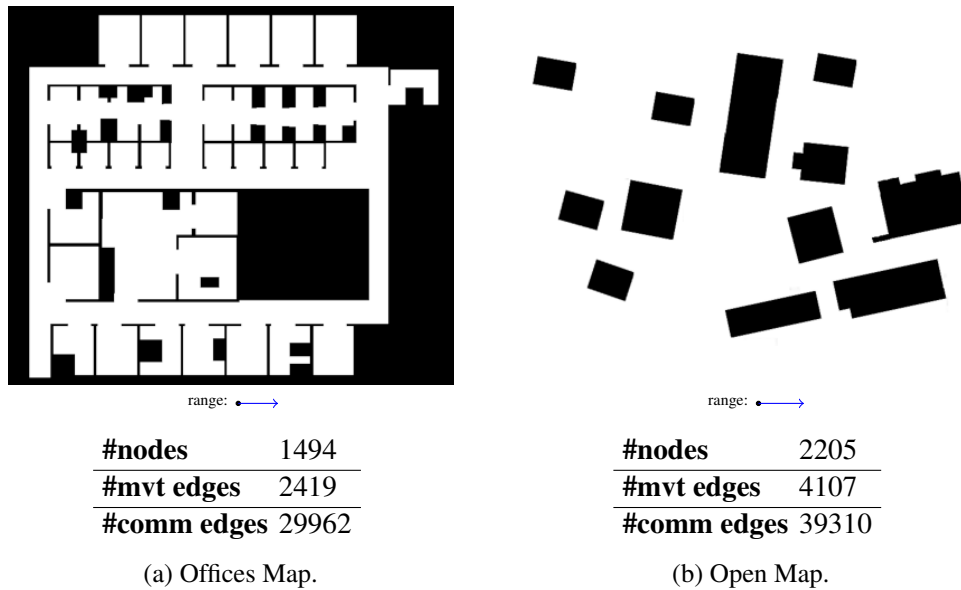 range:
#nodes 1494
#mvt edges 2419
#comm edges 29962
(a) Offices Map.
range:
#nodes 2205
#mvt edges 4107
#comm edges 39310
(b) Open Map.